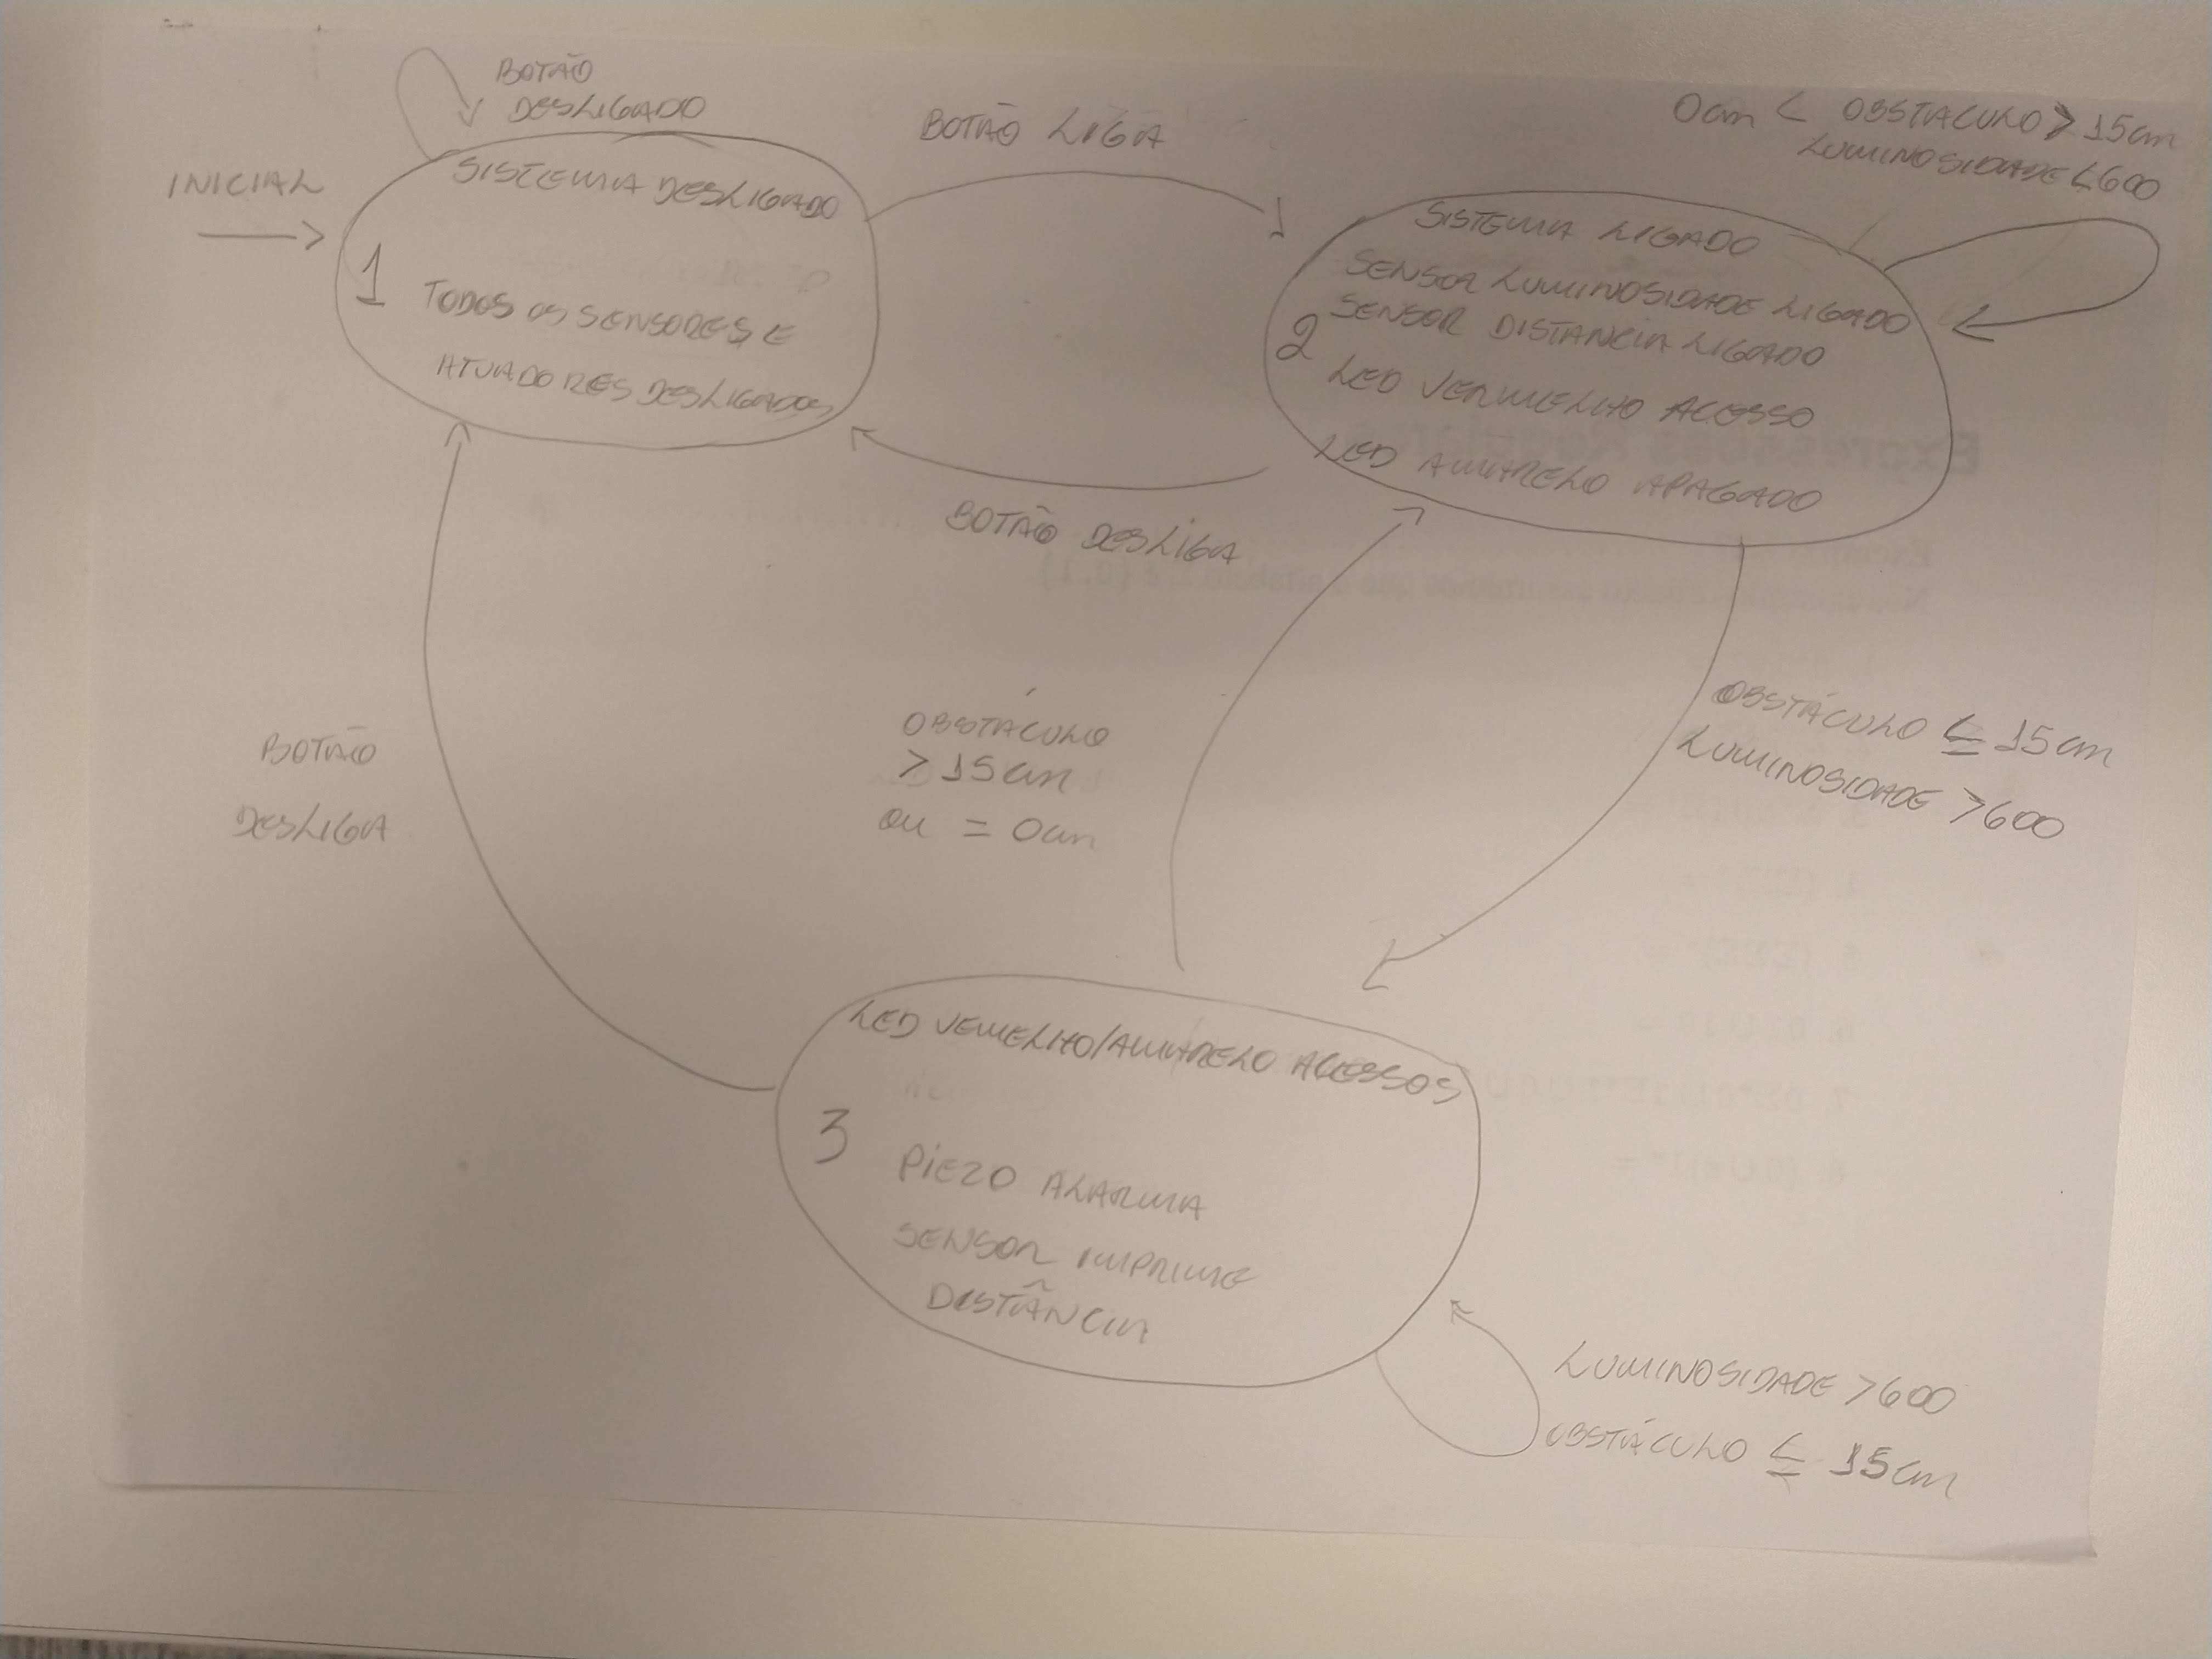 BOTÃO
DESLIGADO
INICIAL
SISTEMA DESLIGADO
1
TODOS OS SENSORES E
ATUADORES DESLIGADOS
BOTÃO LIGA
0cm < OBSTACULO > 15cm
LUMINOSIDADE < 600
SISTEMA LIGADO
SENSOR LUMINOSIDADE LIGADO
SENSOR DISTANCIA LIGADO
2
LED VERMELHO ACESSO
LED AMARELO APAGADO
BOTÃO DESLIGA
BOTÃO
DESLIGA
OBSTÁCULO
> 15cm
ou = 0cm
OBSTÁCULO ≤ 15cm
LUMINOSIDADE > 600
LED VEMELHO/AMARELO ACESSOS
3
PIEZO ALARMA
SENSOR IMPRIME
DISTÂNCIA
LUMINOSIDADE > 600
OBSTÁCULO ≤ 15cm